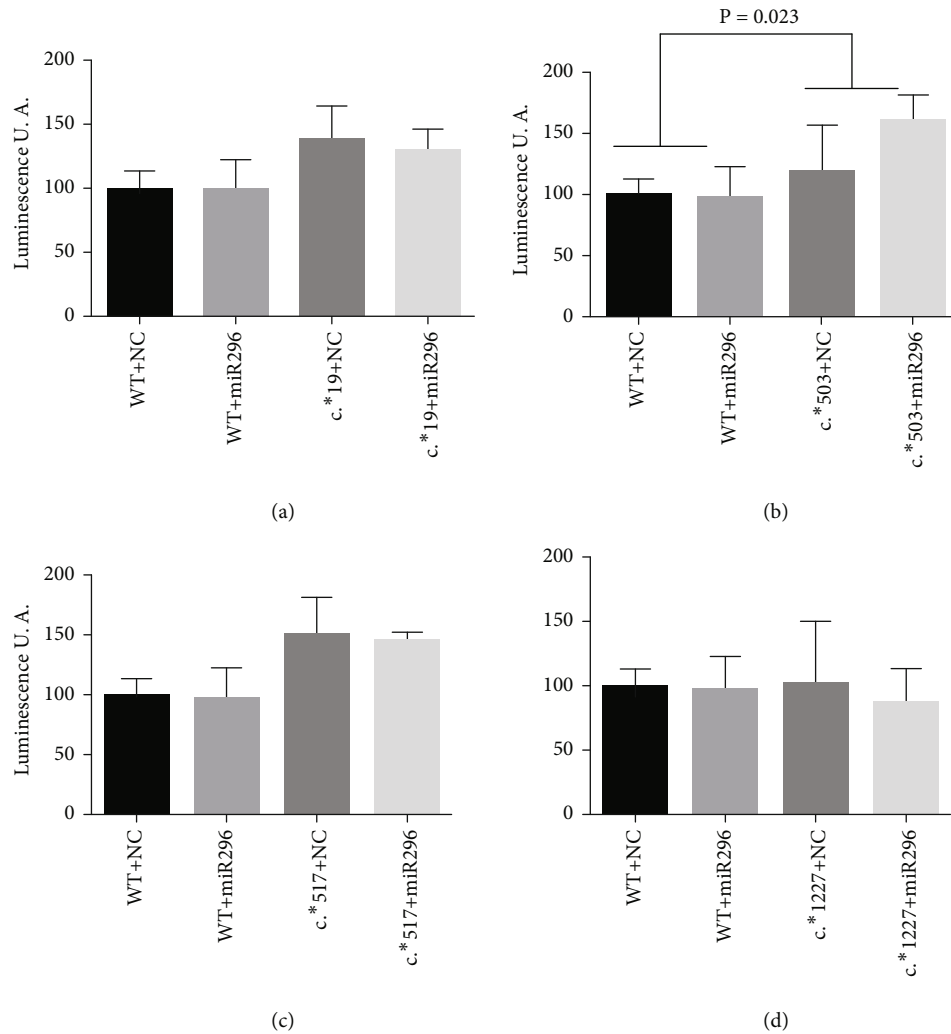 200
150
100
50
0
Luminescence U. A.
WT+NC
WT+miR296
c.*19+NC
c.*19+miR296
(a)
P = 0.023
200
150
100
50
0
Luminescence U. A.
WT+NC
WT+miR296
c.*503+NC
c.*503+miR296
(b)
200
150
100
50
0
Luminescence U. A.
WT+NC
WT+miR296
c.*517+NC
c.*517+miR296
(c)
200
150
100
50
0
WT+NC
WT+miR296
c.*1227+NC
c.*1227+miR296
(d)